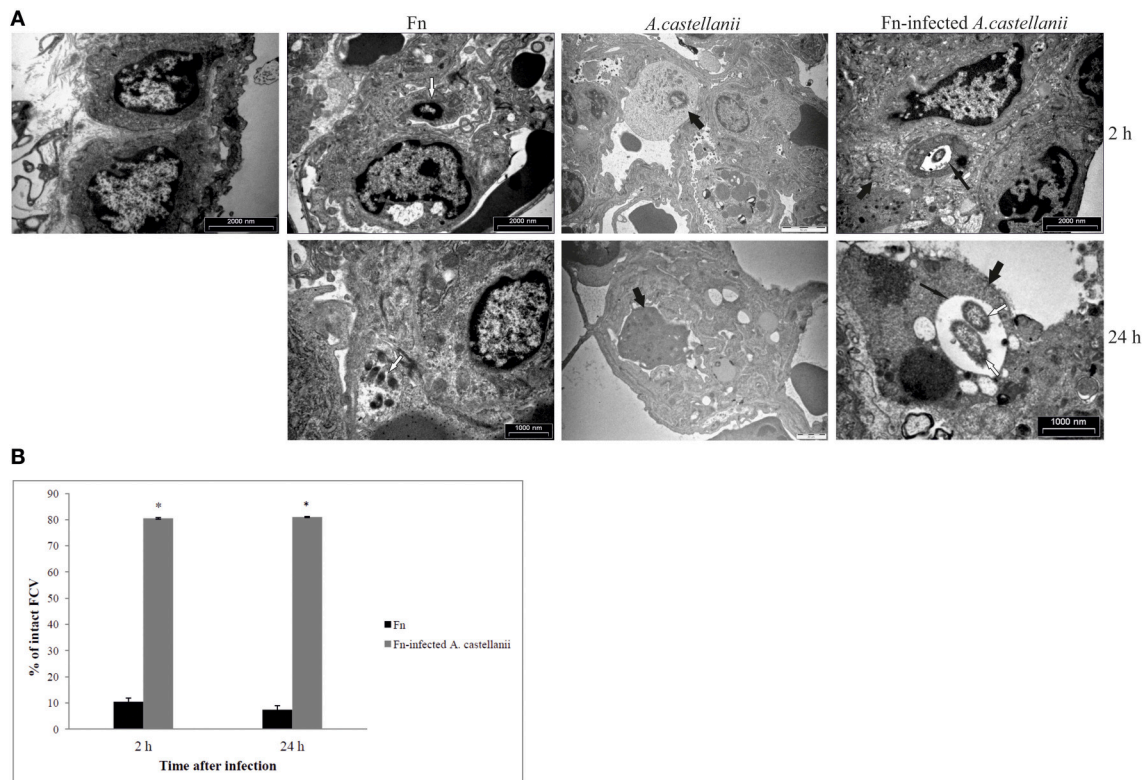 A
Fn
A.castellanii
Fn-infected A.castellanii
2000 nm
2000 nm
2000 nm
2 h
1000 nm
1000 nm
24 h
B
% of intact FCV
90
80
70
60
50
40
30
20
10
0
*
*
2 h
24 h
Time after infection
Fn
Fn-infected A. castellanii